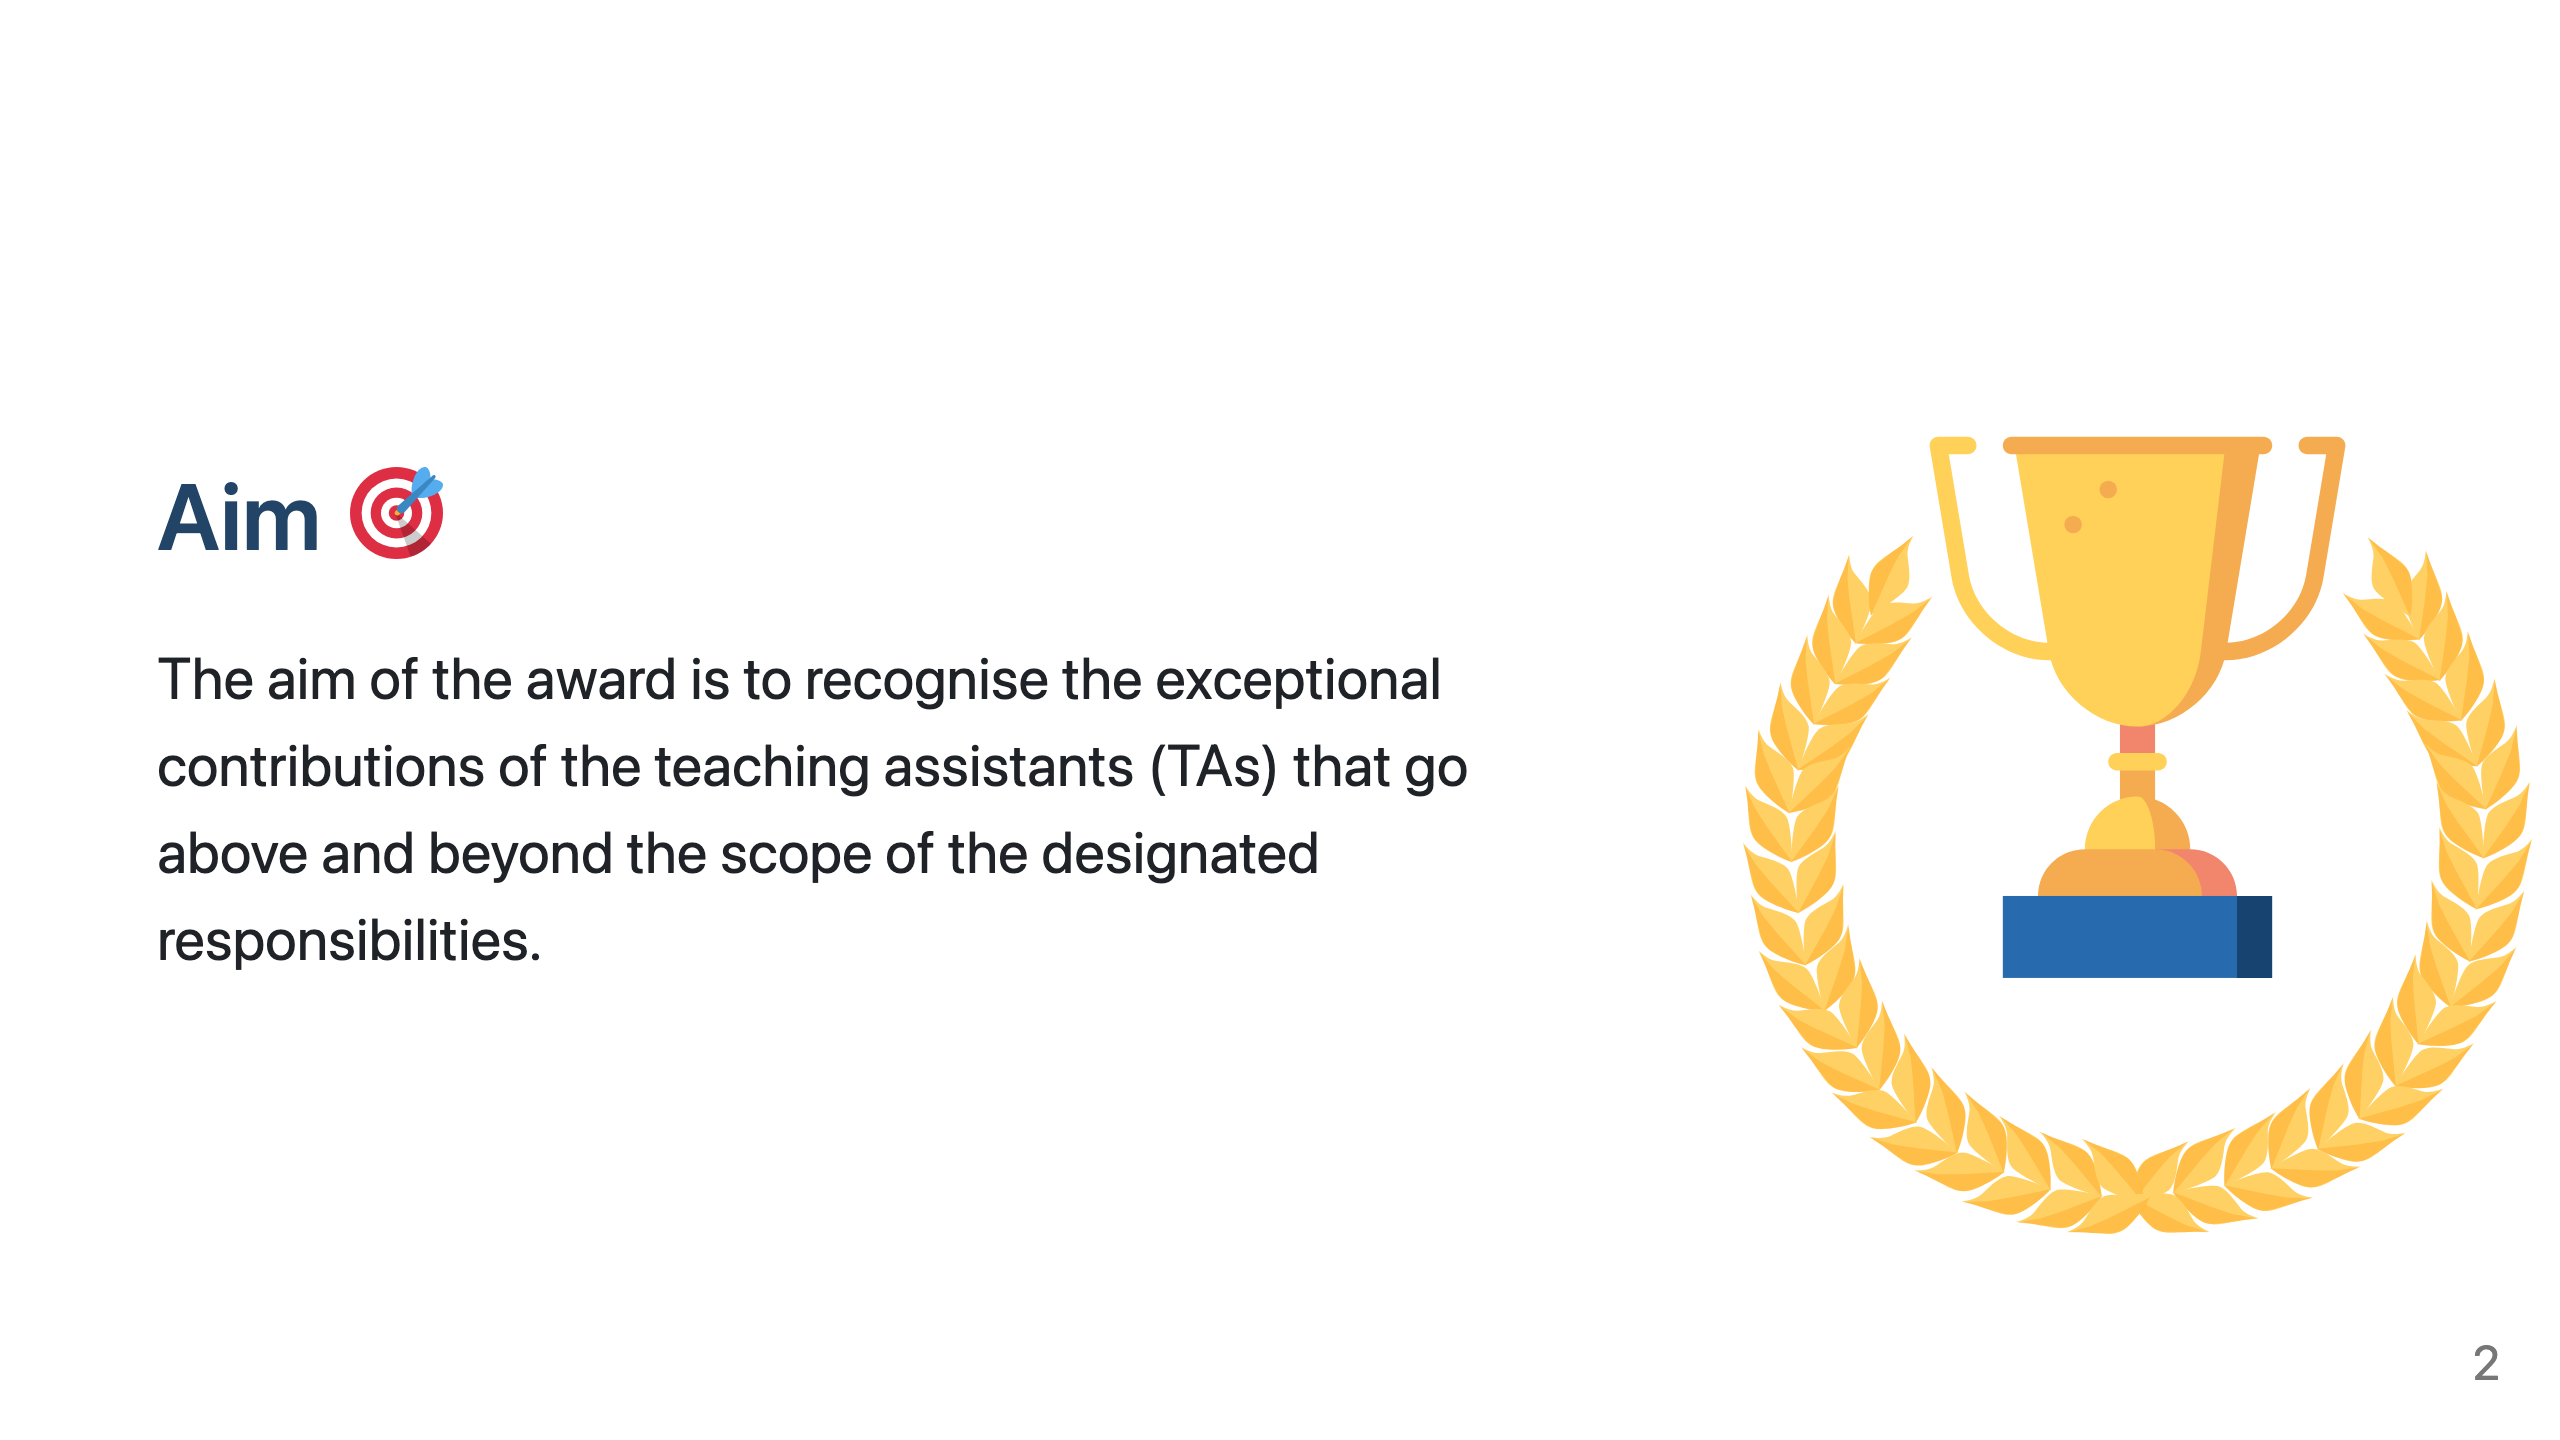 Aim 🎯
The aim of the award is to recognise the exceptional
contributions of the teaching assistants (TAs) that go
above and beyond the scope of the designated
responsibilities.
2